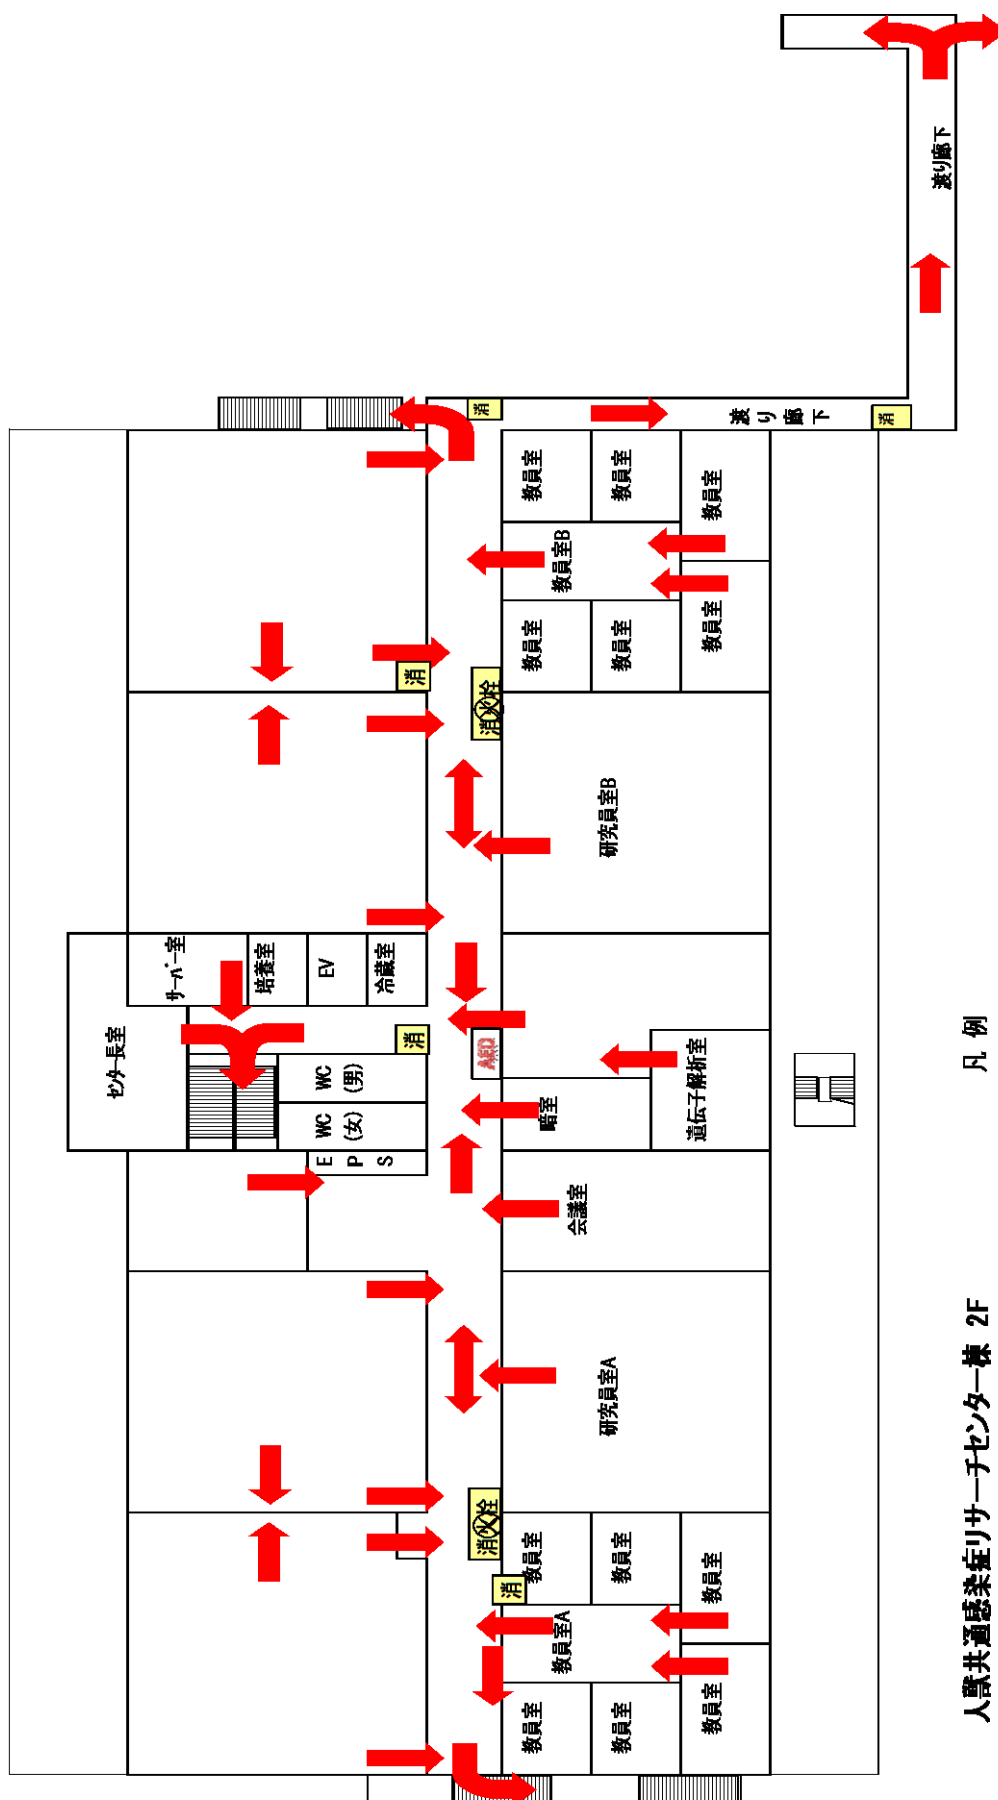 人獣共通感染症リサーチセンター棟 2F
凡 例
センター長室
サーバー室
培養室
EV
冷蔵室
消
WC
(男)
WC
(女)
E P S
消
消火栓
消
渡り廊下
渡り廊下
消
AED
教員室
教員室
教員室
教員室B
教員室
教員室
教員室
研究員室B
暗室
遺伝子解析室
会議室
研究員室A
消火栓
消
教員室
教員室
教員室
教員室A
教員室
教員室
教員室